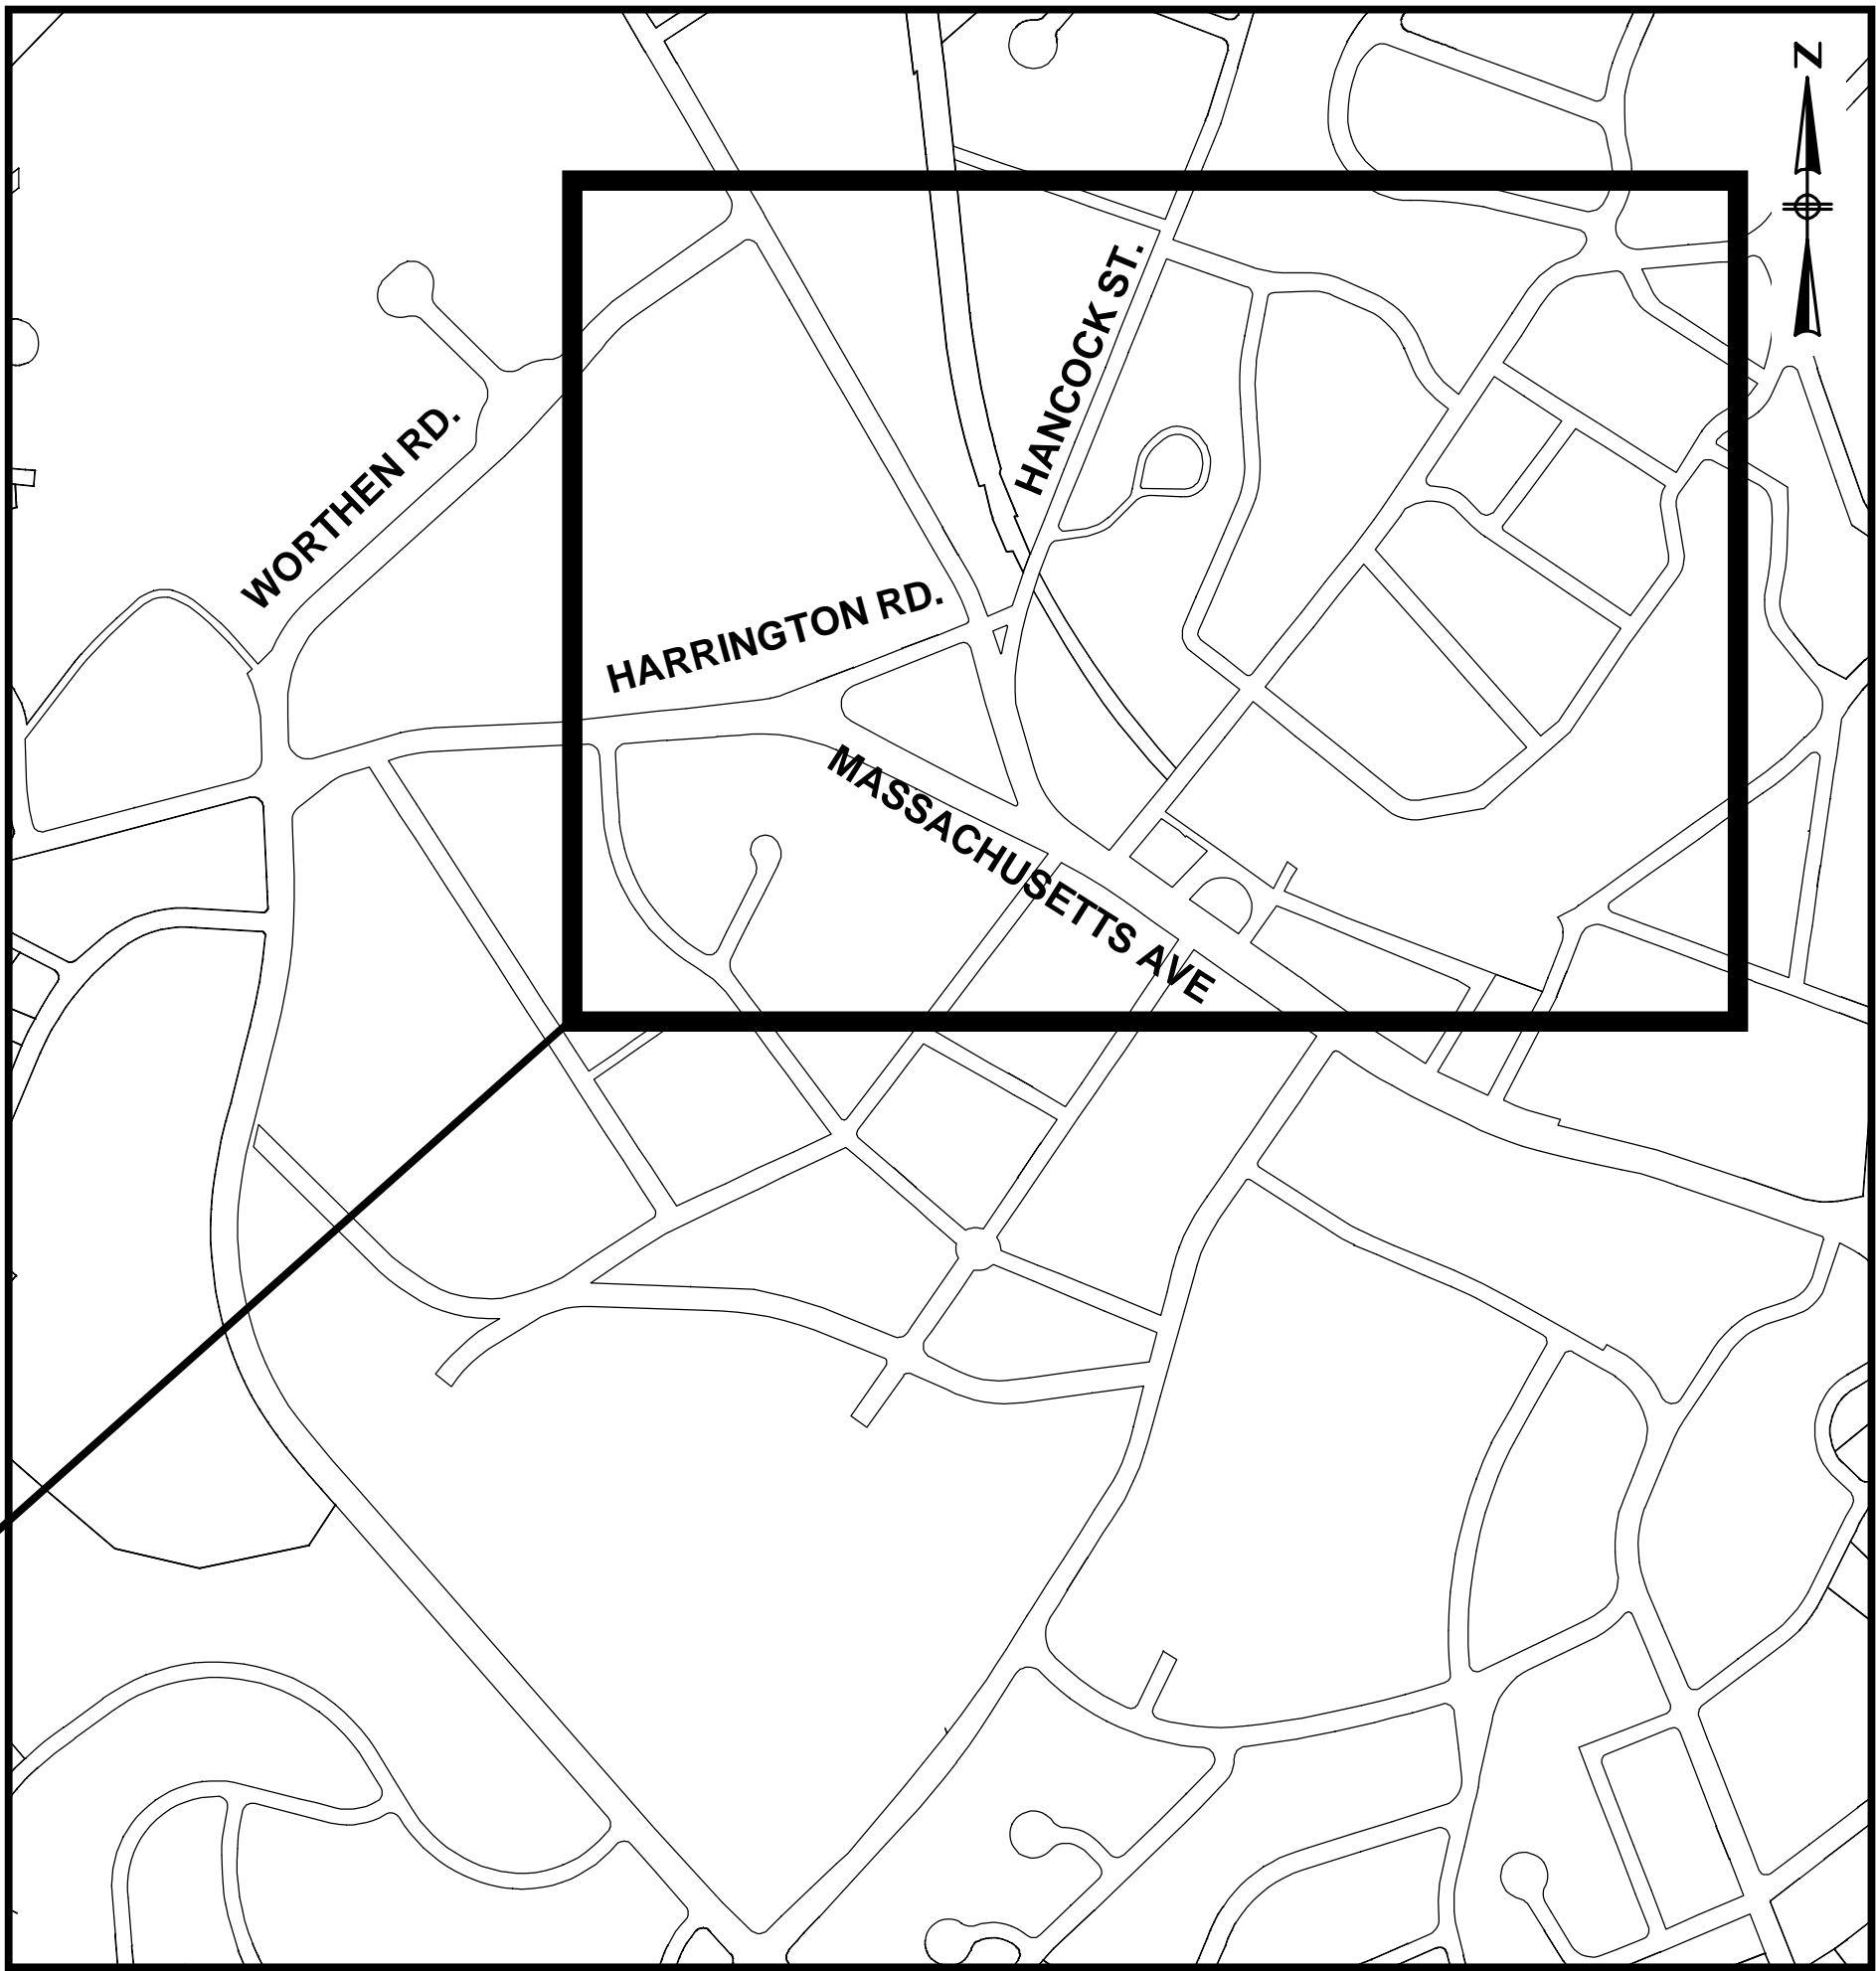 N
HANCOCK ST.
WORTHEN RD.
HARRINGTON RD.
MASSACHUSETTS AVE